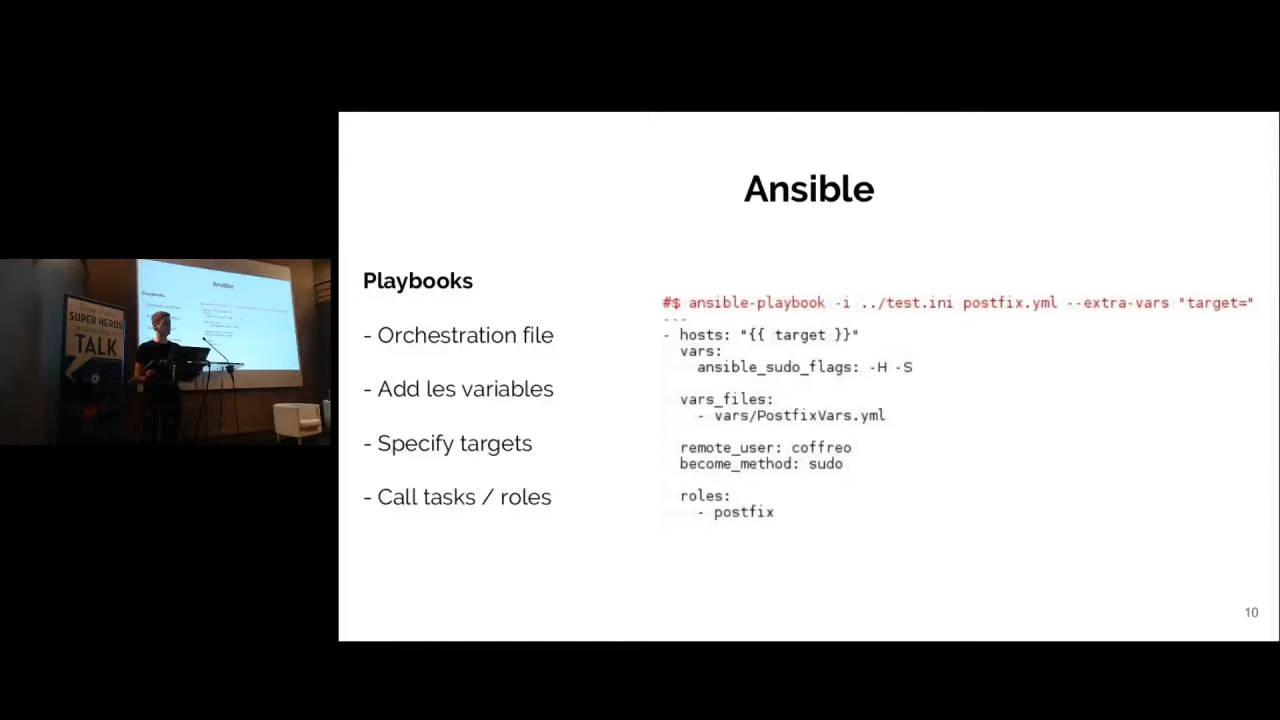 Ansible
Playbooks
- Orchestration file
- Add les variables
- Specify targets
- Call tasks / roles
#$ ansible-playbook -i ../test.ini postfix.yml --extra-vars "target="
---
- hosts: "{{ target }}"
vars:
ansible_sudo_flags: -H -S
vars_files:
- vars/PostfixVars.yml
remote_user: coffreo
become_method: sudo
roles:
- postfix
10
SUPER HEROS
TALK
Ansible
Playbooks